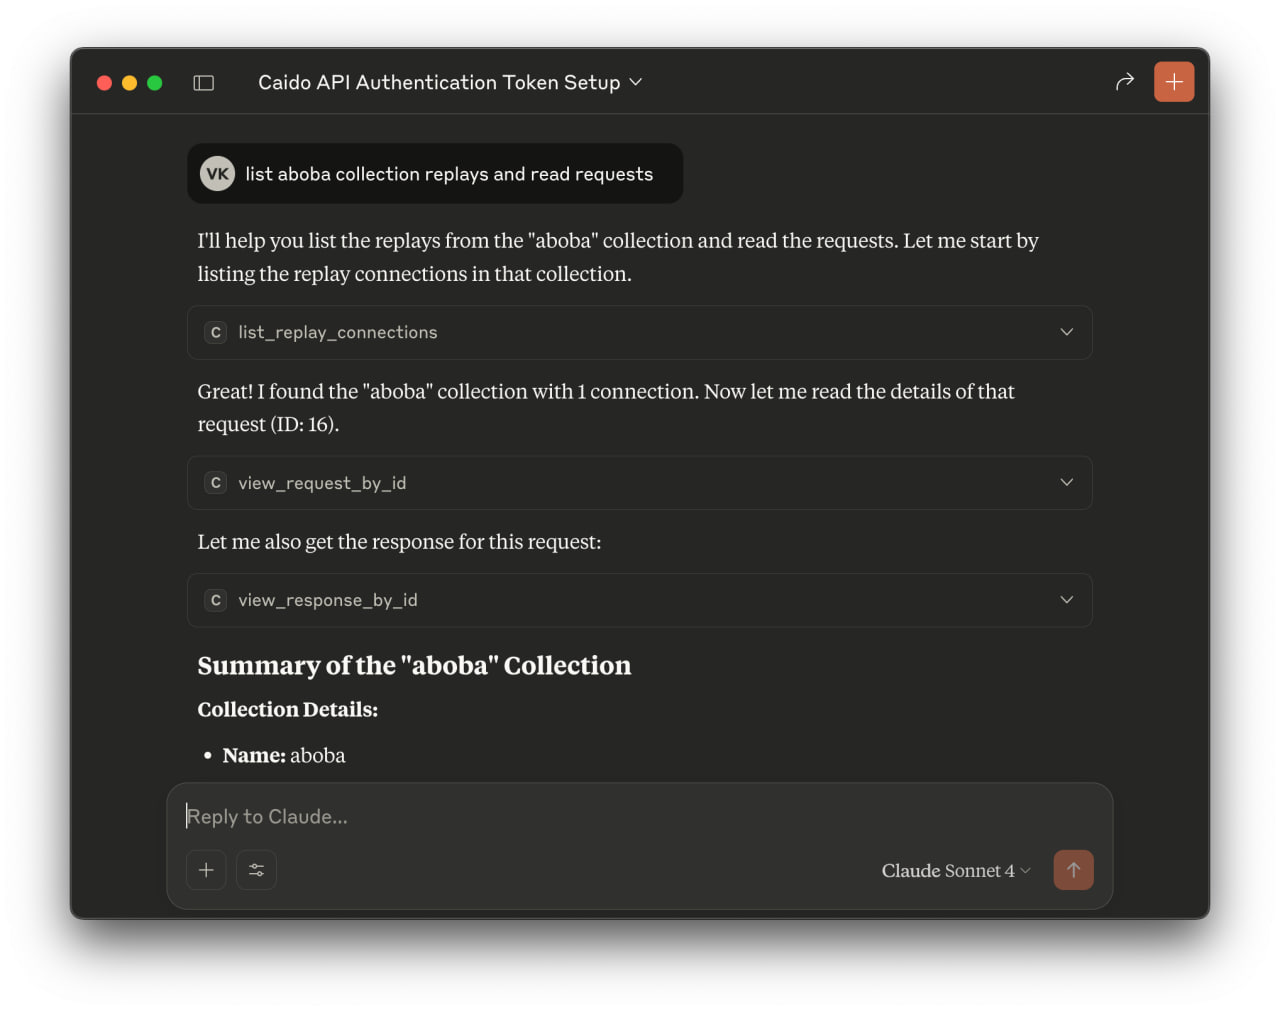 Caido API Authentication Token Setup
VK list aboba collection replays and read requests
I'll help you list the replays from the "aboba" collection and read the requests. Let me start by
listing the replay connections in that collection.
C list_replay_connections
Great! I found the "aboba" collection with 1 connection. Now let me read the details of that
request (ID: 16).
C view_request_by_id
Let me also get the response for this request:
C view_response_by_id
Summary of the "aboba" Collection
Collection Details:
• Name: aboba
Reply to Claude...
Claude Sonnet 4